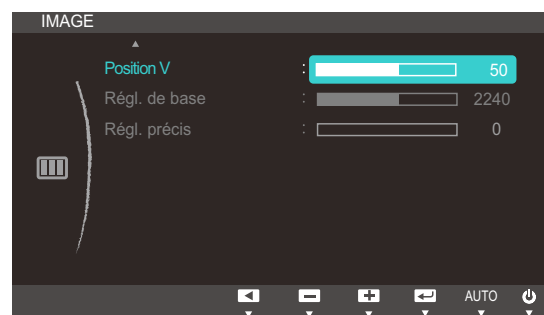 IMAGE
Position V : 50
Régl. de base : 2240
Régl. précis : 0
AUTO